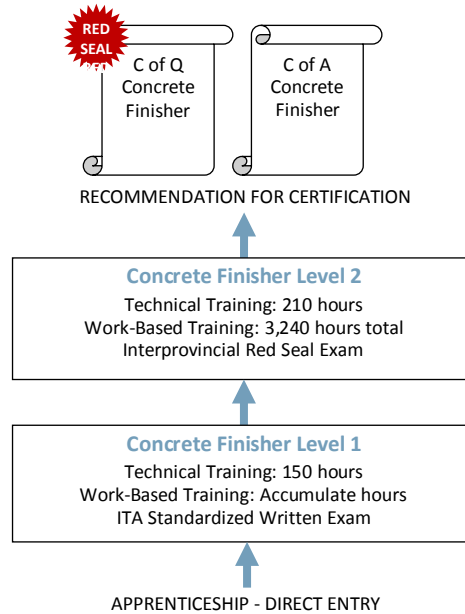 RED
SEAL
C of Q
Concrete
Finisher
C of A
Concrete
Finisher
RECOMMENDATION FOR CERTIFICATION
Concrete Finisher Level 2
Technical Training: 210 hours
Work-Based Training: 3,240 hours total
Interprovincial Red Seal Exam
Concrete Finisher Level 1
Technical Training: 150 hours
Work-Based Training: Accumulate hours
ITA Standardized Written Exam
APPRENTICESHIP - DIRECT ENTRY